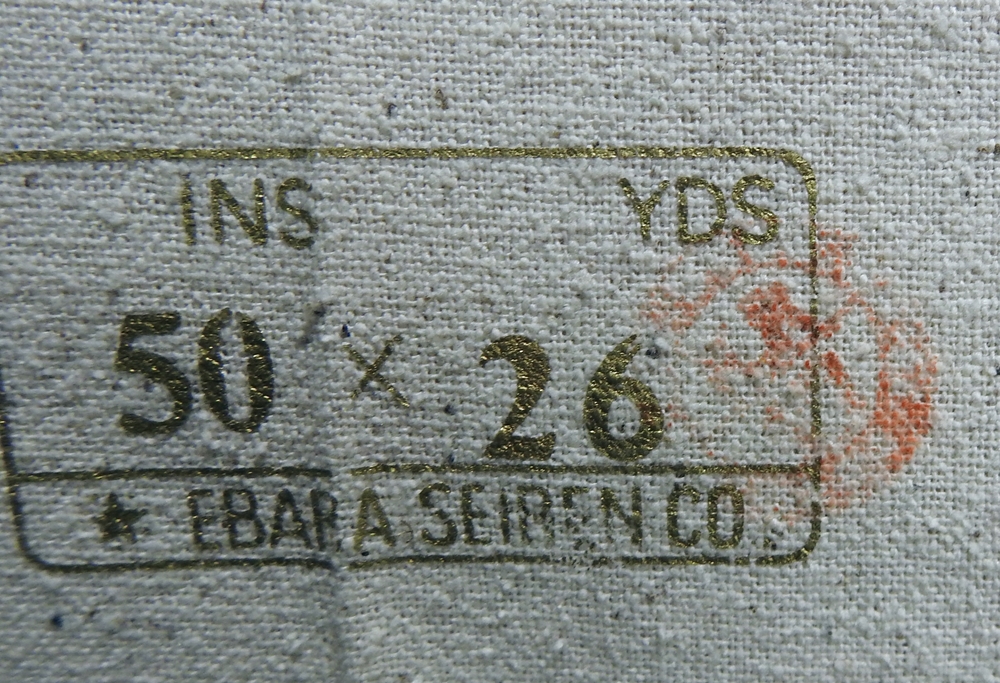 INS YDS
50 × 26
★ EBARA SEIREN CO.